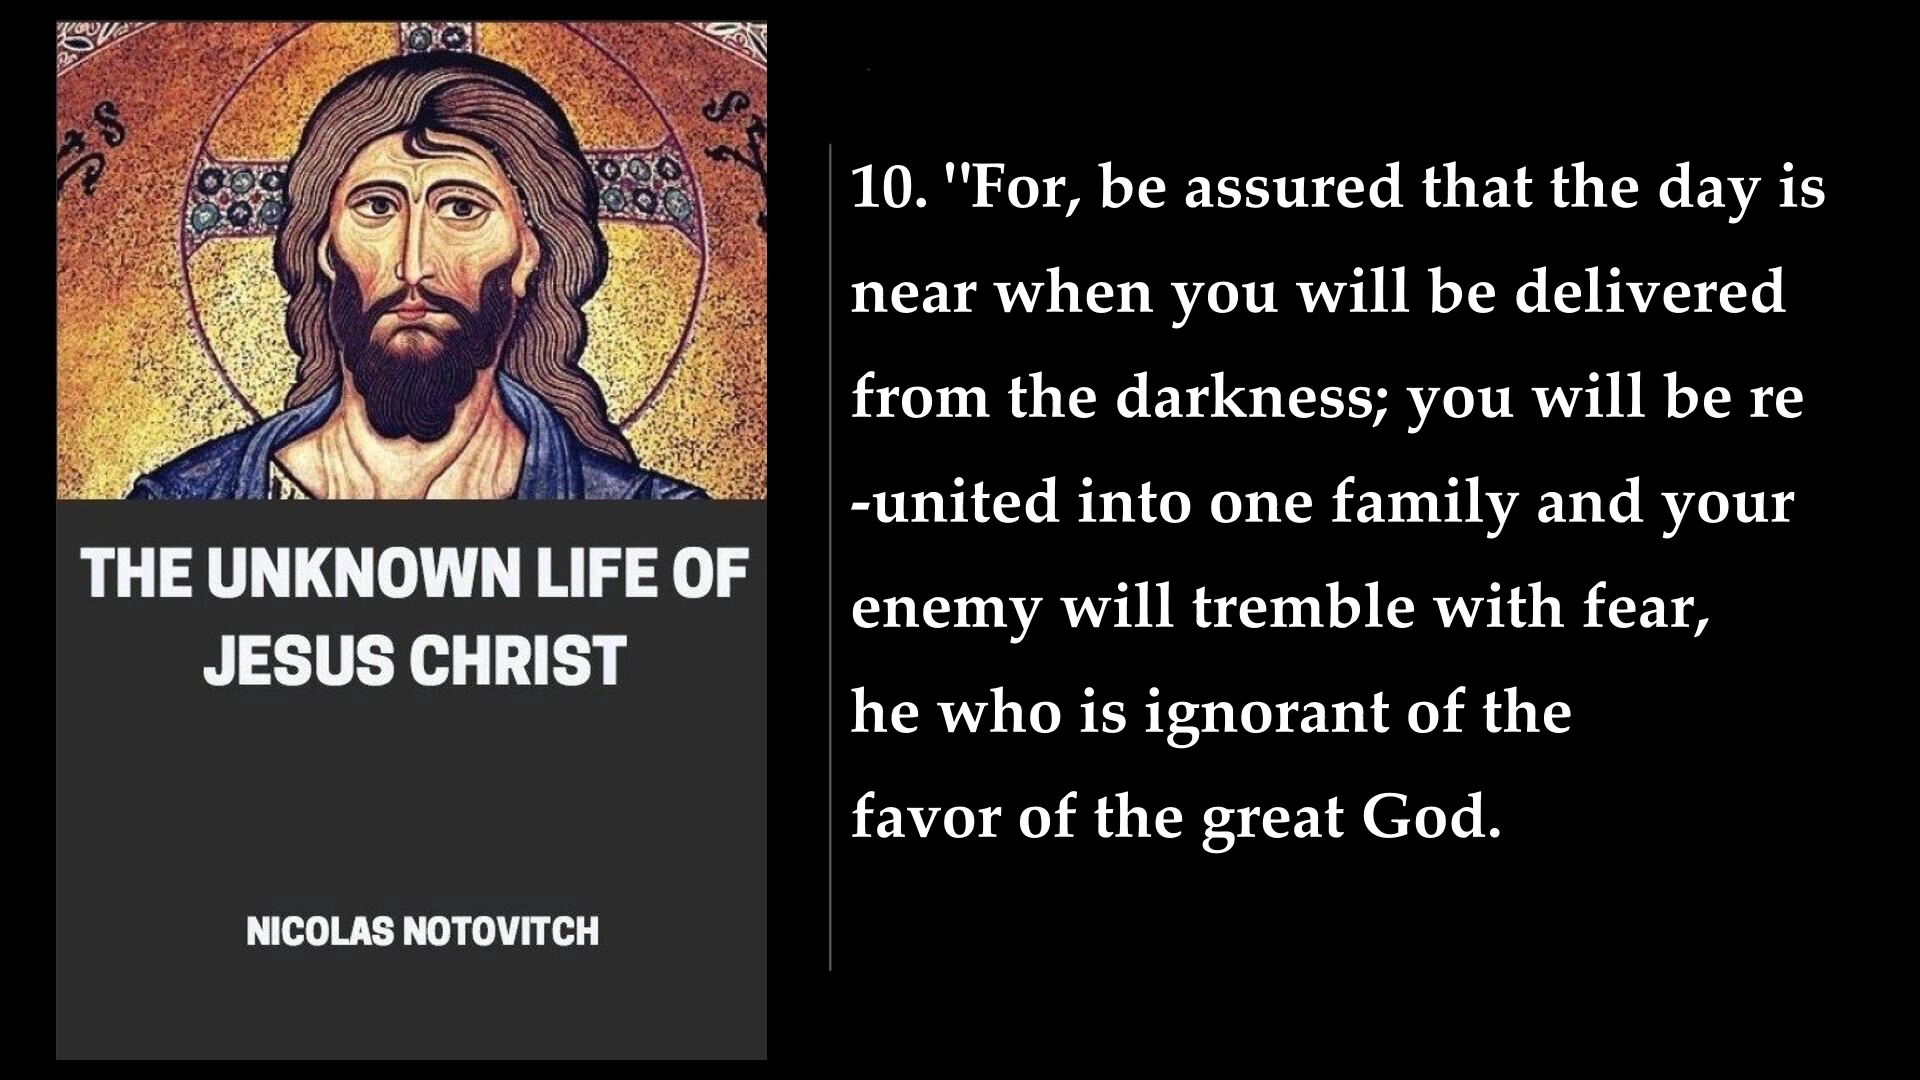 THE UNKNOWN LIFE OF
JESUS CHRIST
NICOLAS NOTOVITCH
10. "For, be assured that the day is
near when you will be delivered
from the darkness; you will be re
-united into one family and your
enemy will tremble with fear,
he who is ignorant of the
favor of the great God.